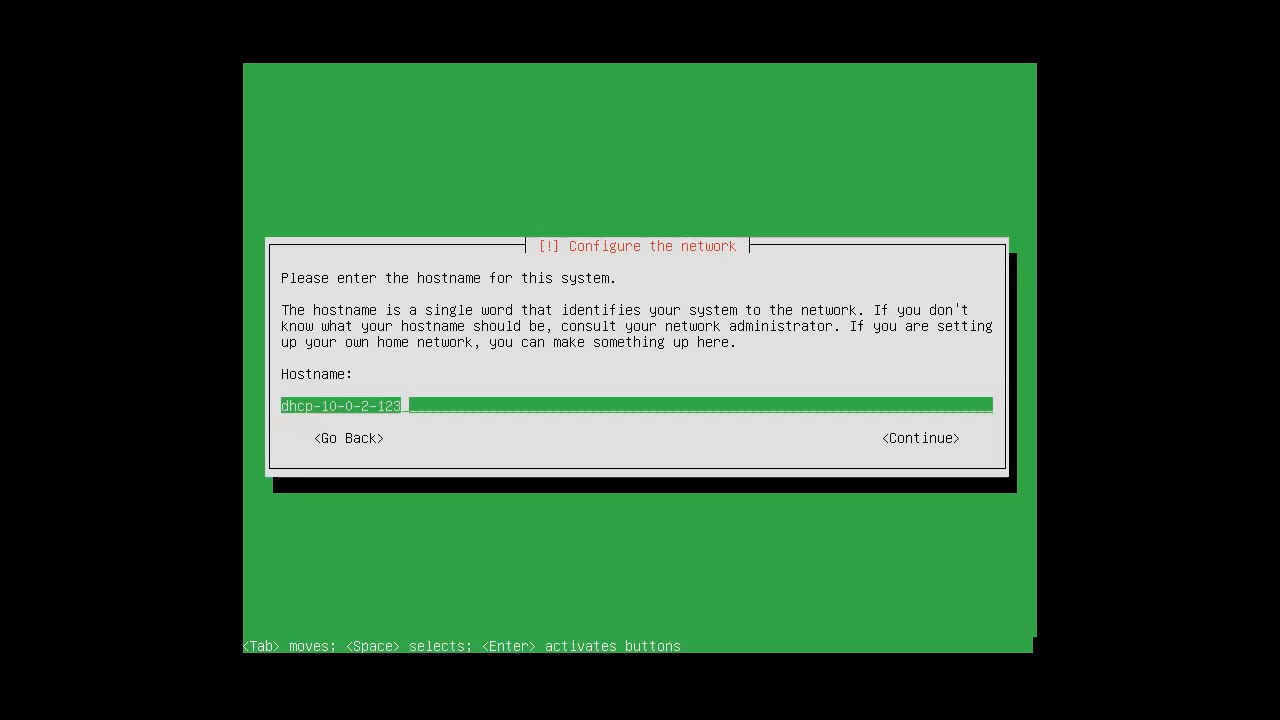 [!] Configure the network
Please enter the hostname for this system.
The hostname is a single word that identifies your system to the network. If you don't
know what your hostname should be, consult your network administrator. If you are setting
up your own home network, you can make something up here.
Hostname:
dhcp-10-0-2-123
<Go Back> <Continue>
<Tab> moves; <Space> selects; <Enter> activates buttons